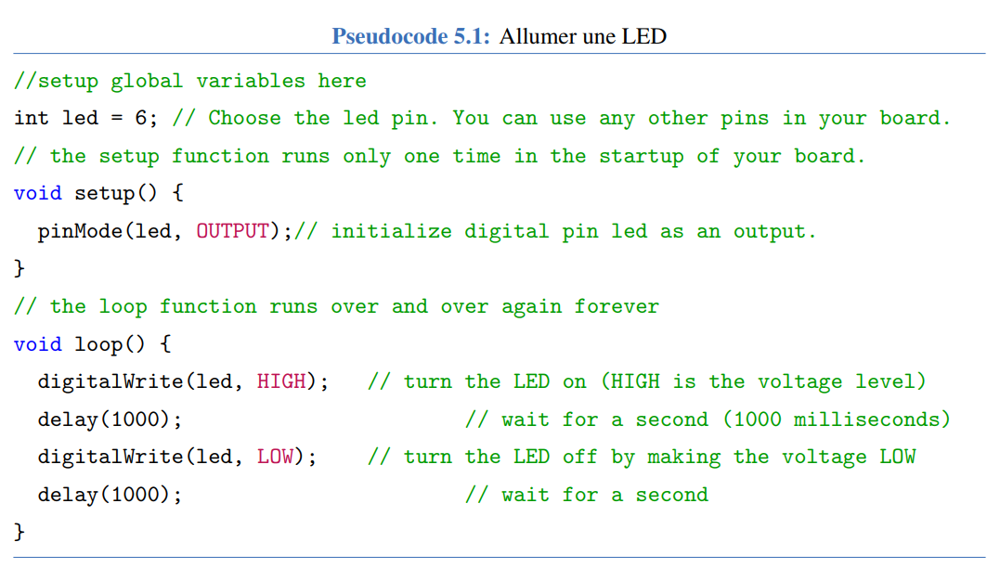 Pseudocode 5.1: Allumer une LED
//setup global variables here
int led = 6; // Choose the led pin. You can use any other pins in your board.
// the setup function runs only one time in the startup of your board.
void setup() {
  pinMode(led, OUTPUT);// initialize digital pin led as an output.
}
// the loop function runs over and over again forever
void loop() {
  digitalWrite(led, HIGH);   // turn the LED on (HIGH is the voltage level)
  delay(1000);                       // wait for a second (1000 milliseconds)
  digitalWrite(led, LOW);    // turn the LED off by making the voltage LOW
  delay(1000);                       // wait for a second
}